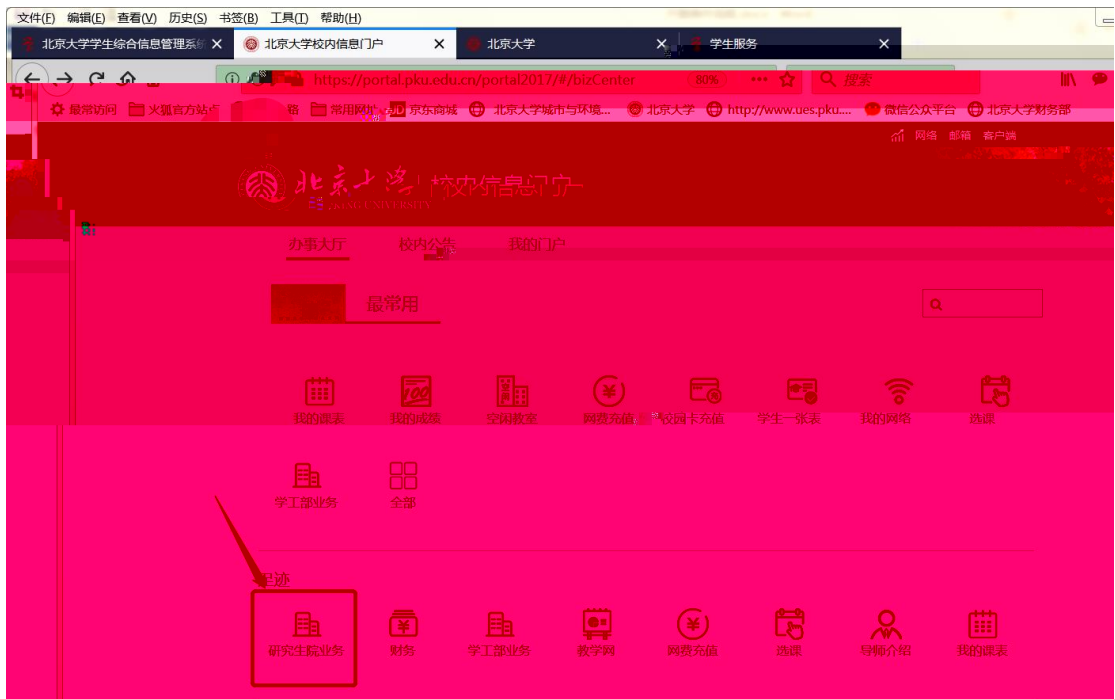 文件(F) 编辑(E) 查看(V) 历史(S) 书签(B) 工具(T) 帮助(H)
北京大学学生综合信息管理系统 北京大学校内信息门户 北京大学 学生服务
https://portal.pku.edu.cn/portal2017/#/bizCenter 80% 搜索
最常访问 火狐官方站点 常用网址 JD 京东商城 北京大学城市与环境... 北京大学 http://www.ues.pku.... 微信公众平台 北京大学财务部
网络 邮箱 客户端
北京大学 校内信息门户
办事大厅 校内公告 我的门户
最常用
我的课表 我的成绩 空闲教室 网费充值 校园卡充值 学生一张表 我的网络 选课
学工部业务 全部
足迹
研究生院业务 财务 学工部业务 教学网 网费充值 选课 导师介绍 我的课表